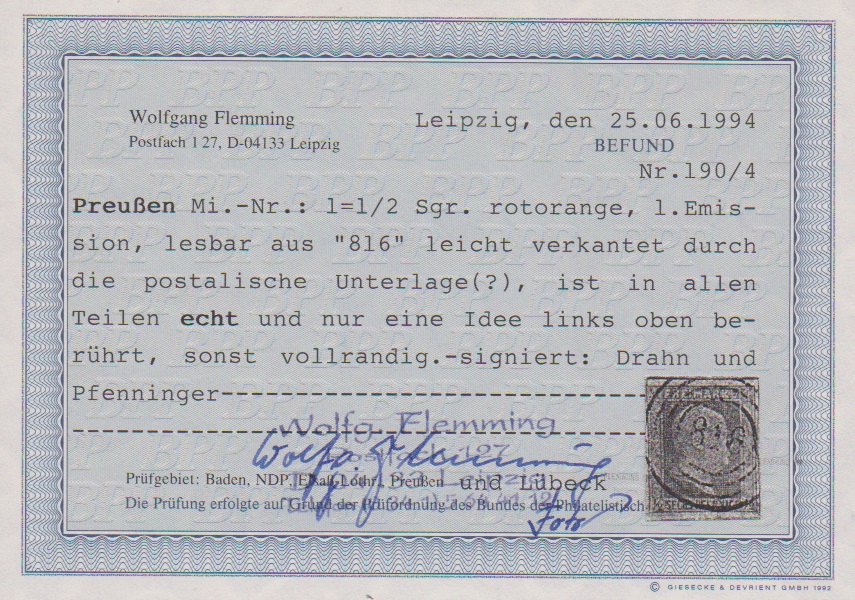 Wolfgang Flemming
Postfach 1 27, D-04133 Leipzig
Leipzig, den 25.06.1994
BEFUND
Nr.190/4
Preußen Mi.-Nr.: 1=1/2 Sgr. rotorange, 1.Emis-
sion, lesbar aus "816" leicht verkantet durch
die postalische Unterlage(?), ist in allen
Teilen echt und nur eine Idee links oben be-
rührt, sonst vollrandig.-signiert: Drahn und
Pfenninger-----------------------------
Wolfg. Flemming
Prüfgebiet: Baden, NDP, Elsaß-Lothr., Preußen und Lübeck
Die Prüfung erfolgte auf Grund der Prüfordnung des Bundes der Philatelistisch
Foto
816
© GIESECKE & DEVRIENT GMBH 1992